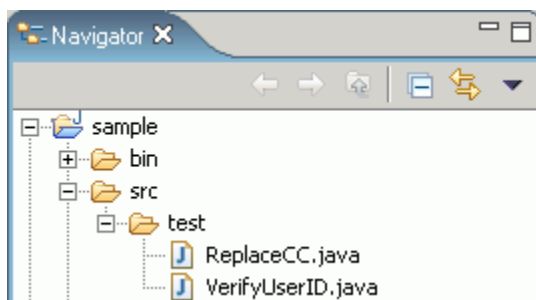 Navigator
sample
bin
src
test
ReplaceCC.java
VerifyUserID.java